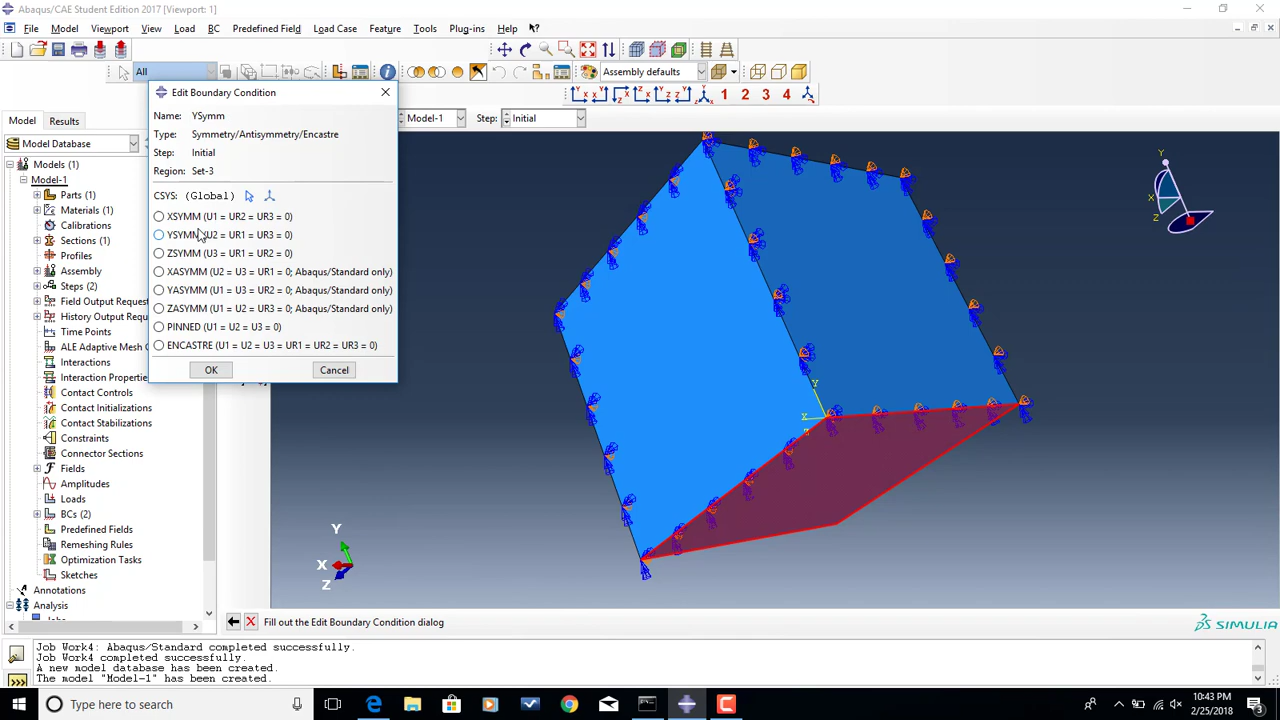 Abaqus/CAE Student Edition 2017 [Viewport: 1]
File Model Viewport View Load BC Predefined Field Load Case Feature Tools Plug-ins Help
All
Assembly defaults
1 2 3 4
Edit Boundary Condition
Name: YSymm
Type: Symmetry/Antisymmetry/Encastre
Step: Initial
Region: Set-3
CSYS: (Global)
XSYMM (U1 = UR2 = UR3 = 0)
YSYMM (U2 = UR1 = UR3 = 0)
ZSYMM (U3 = UR1 = UR2 = 0)
XASYMM (U2 = U3 = UR1 = 0; Abaqus/Standard only)
YASYMM (U1 = U3 = UR2 = 0; Abaqus/Standard only)
ZASYMM (U1 = U2 = UR3 = 0; Abaqus/Standard only)
PINNED (U1 = U2 = U3 = 0)
ENCASTRE (U1 = U2 = U3 = UR1 = UR2 = UR3 = 0)
OK Cancel
Model-1 Step: Initial
Model Results
Model Database
Models (1)
Model-1
Parts (1)
Materials (1)
Calibrations
Sections (1)
Profiles
Assembly
Steps (2)
Field Output Reque
History Output Requ
Time Points
ALE Adaptive Mesh C
Interactions
Interaction Properties
Contact Controls
Contact Initializations
Contact Stabilizations
Constraints
Connector Sections
Fields
Amplitudes
Loads
BCs (2)
Predefined Fields
Remeshing Rules
Optimization Tasks
Sketches
Annotations
Analysis
Y
X
Z
Y
X
Y
X
Z
Fill out the Edit Boundary Condition dialog
SIMULIA
Job Work4: Abaqus/Standard completed successfully.
Job Work4 completed successfully.
A new model database has been created.
The model "Model-1" has been created.
Type here to search
10:43 PM
2/25/2018